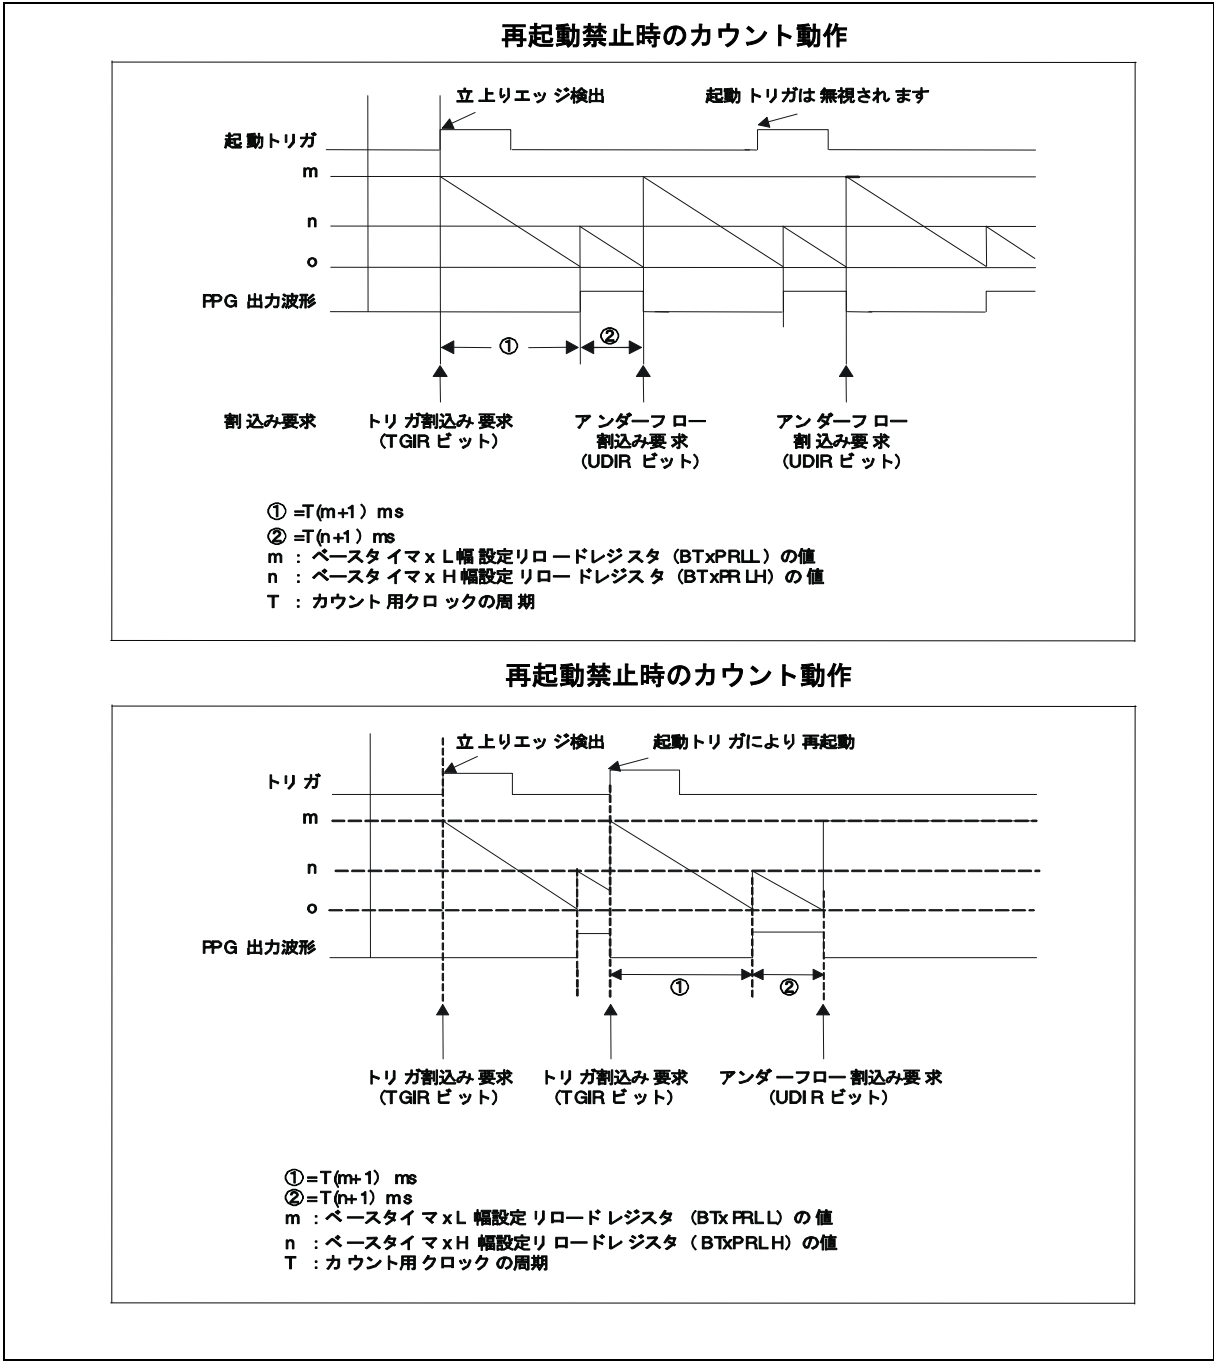 再起動禁止時のカウント動作
立上りエッジ検出
起動トリガは無視されます
起動トリガ
m
n
o
PPG 出力波形
① ②
割込み要求
トリガ割込み要求
(TGIR ビット)
アンダーフロー
割込み要求
(UDIR ビット)
アンダーフロー
割込み要求
(UDIR ビット)
① =T(m+1) ms
② =T(n+1) ms
m : ベースタイマ x L幅設定リロードレジスタ (BTxPRLL) の値
n : ベースタイマ x H幅設定リロードレジスタ (BTxPRLH) の値
T : カウント用クロックの周期
再起動禁止時のカウント動作
立上りエッジ検出
起動トリガにより再起動
トリガ
m
n
o
PPG 出力波形
① ②
トリガ割込み要求
(TGIR ビット)
トリガ割込み要求
(TGIR ビット)
アンダーフロー割込み要求
(UDIR ビット)
①=T(m+1) ms
②=T(n+1) ms
m :ベースタイマ x L 幅設定リロードレジスタ (BTxPRLL) の値
n :ベースタイマ x H 幅設定リロードレジスタ (BTxPRLH) の値
T :カウント用クロックの周期